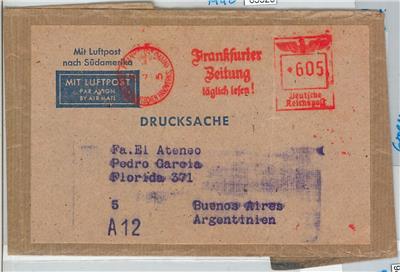 Mit Luftpost
nach Südamerika
MIT LUFTPOST
PAR AVION
BY AIR MAIL
Frankfurter
Zeitung
täglich lesen!
*605
Deutsche
Reichspost
DRUCKSACHE
Fa.El Ateneo
Pedro Garcia
Florida 371
5 Buenos Aires
A12 Argentinien